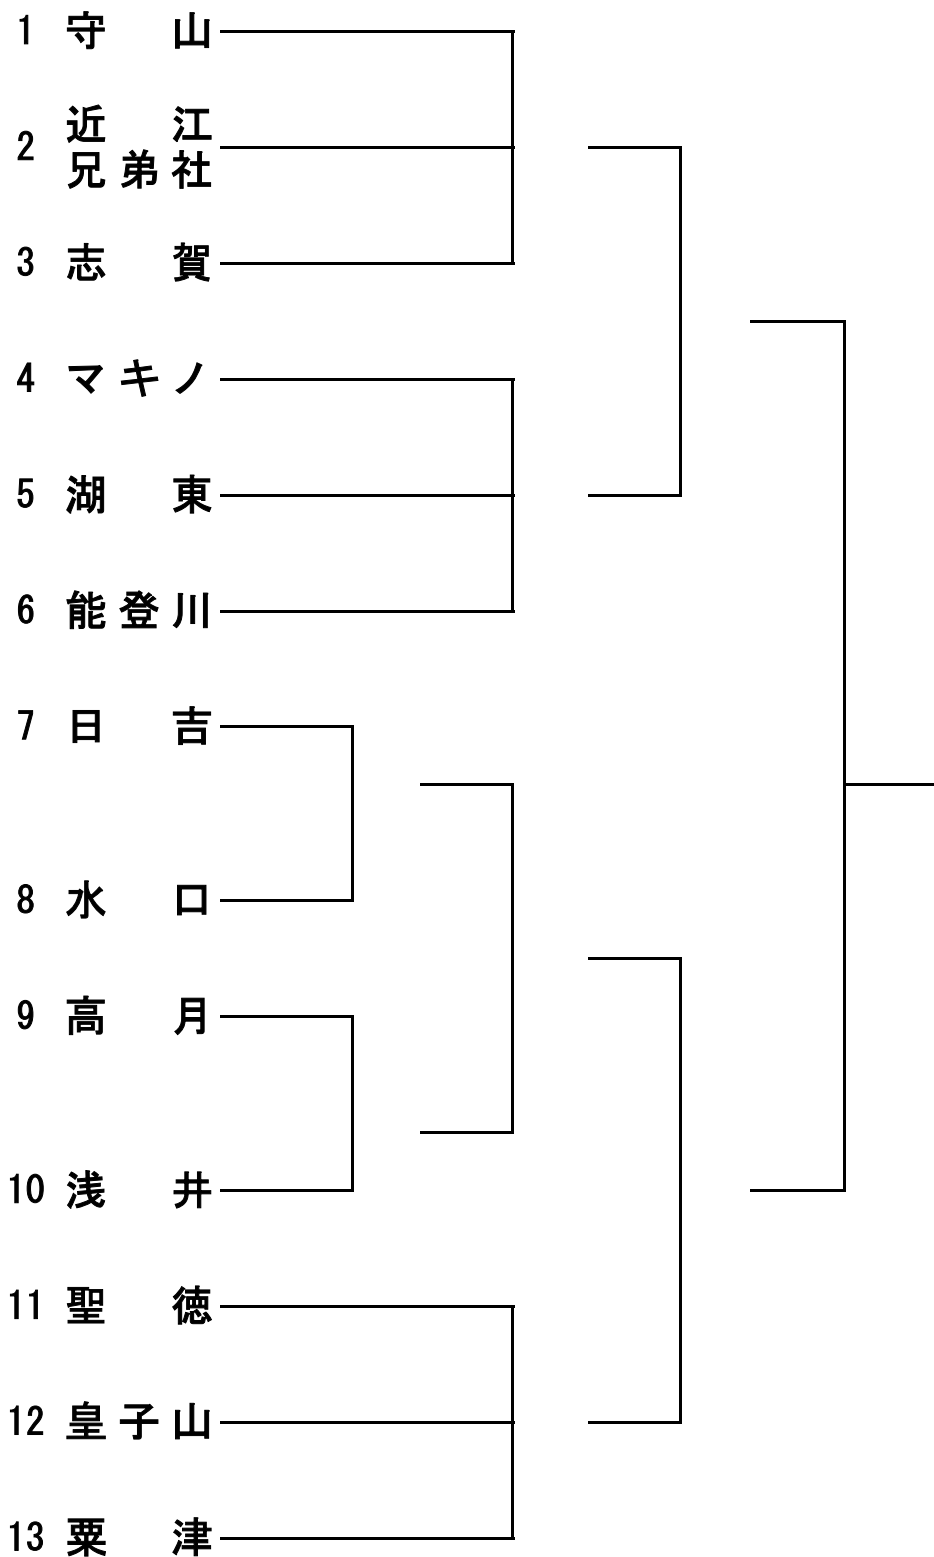 1 守山
2 近江
兄弟社
3 志賀
4 マキノ
5 湖東
6 能登川
7 日吉
8 水口
9 高月
10 浅井
11 聖徳
12 皇子山
13 粟津